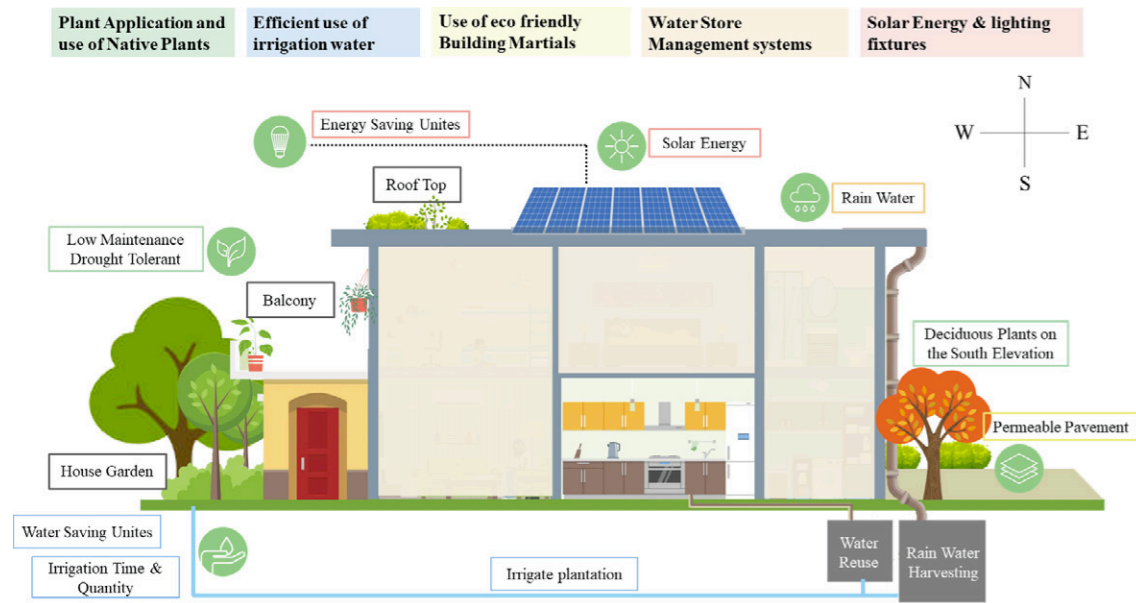 Plant Application and
use of Native Plants
Efficient use of
irrigation water
Use of eco friendly
Building Martials
Water Store
Management systems
Solar Energy & lighting
fixtures
N
W
E
S
Energy Saving Unites
Solar Energy
Roof Top
Rain Water
Low Maintenance
Drought Tolerant
Balcony
Deciduous Plants on
the South Elevation
Permeable Pavement
House Garden
Water Saving Unites
Irrigation Time &
Quantity
Irrigate plantation
Water
Reuse
Rain Water
Harvesting